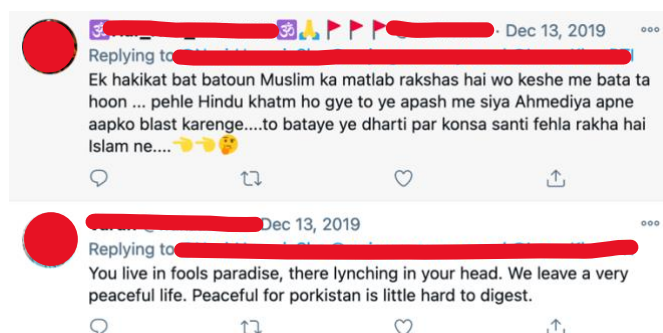 · Dec 13, 2019
Replying to
Ek hakikat bat batoun Muslim ka matlab rakshas hai wo keshe me bata ta
hoon ... pehle Hindu khatm ho gye to ye apash me siya Ahmediya apne
aapko blast karenge....to bataye ye dharti par konsa santi fehla rakha hai
Islam ne....👈👈🤔
Dec 13, 2019
Replying to
You live in fools paradise, there lynching in your head. We leave a very
peaceful life. Peaceful for porkistan is little hard to digest.